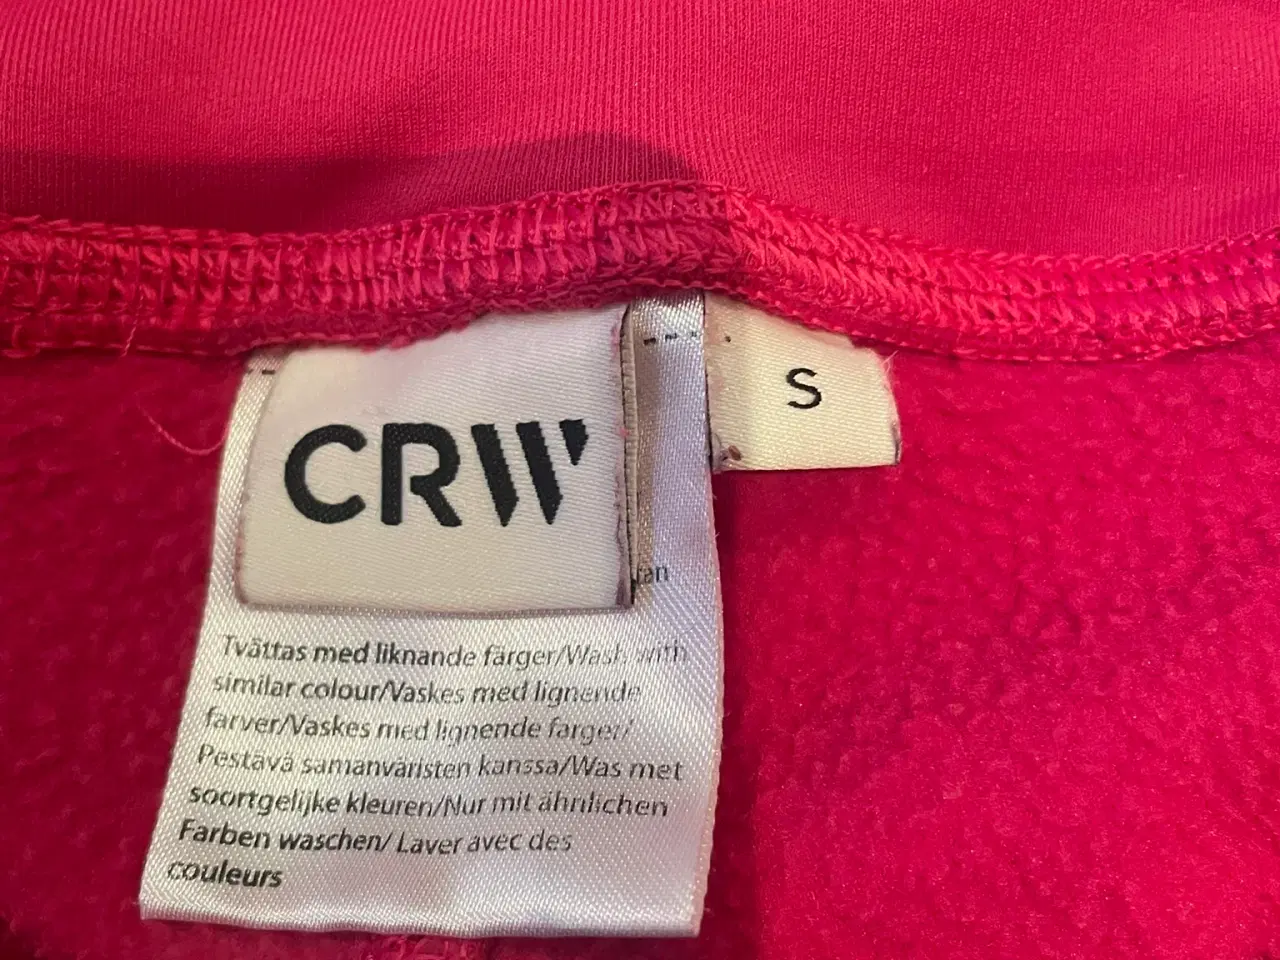 CRW
S
Tvättas med liknande färger/Wash with
similar colour/Vaskes med lignende
farver/Vaskes med lignende farger/
Pestävä samanväristen kanssa/Was met
soortgelijke kleuren/Nur mit ähnlichen
Farben waschen/ Laver avec des
couleurs